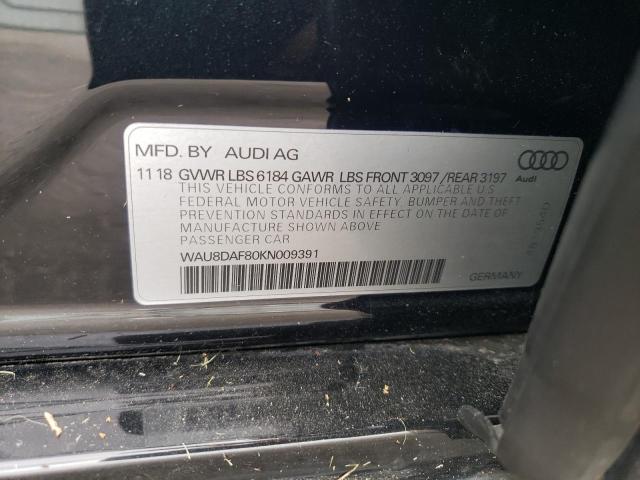 MFD. BY AUDI AG
11 18 GVWR LBS 6184 GAWR LBS FRONT 3097 /REAR 3197
THIS VEHICLE CONFORMS TO ALL APPLICABLE U.S
FEDERAL MOTOR VEHICLE SAFETY, BUMPER AND THEFT
PREVENTION STANDARDS IN EFFECT ON THE DATE OF
MANUFACTURE SHOWN ABOVE
PASSENGER CAR
WAU8DAF80KN009391
Audi
GERMANY